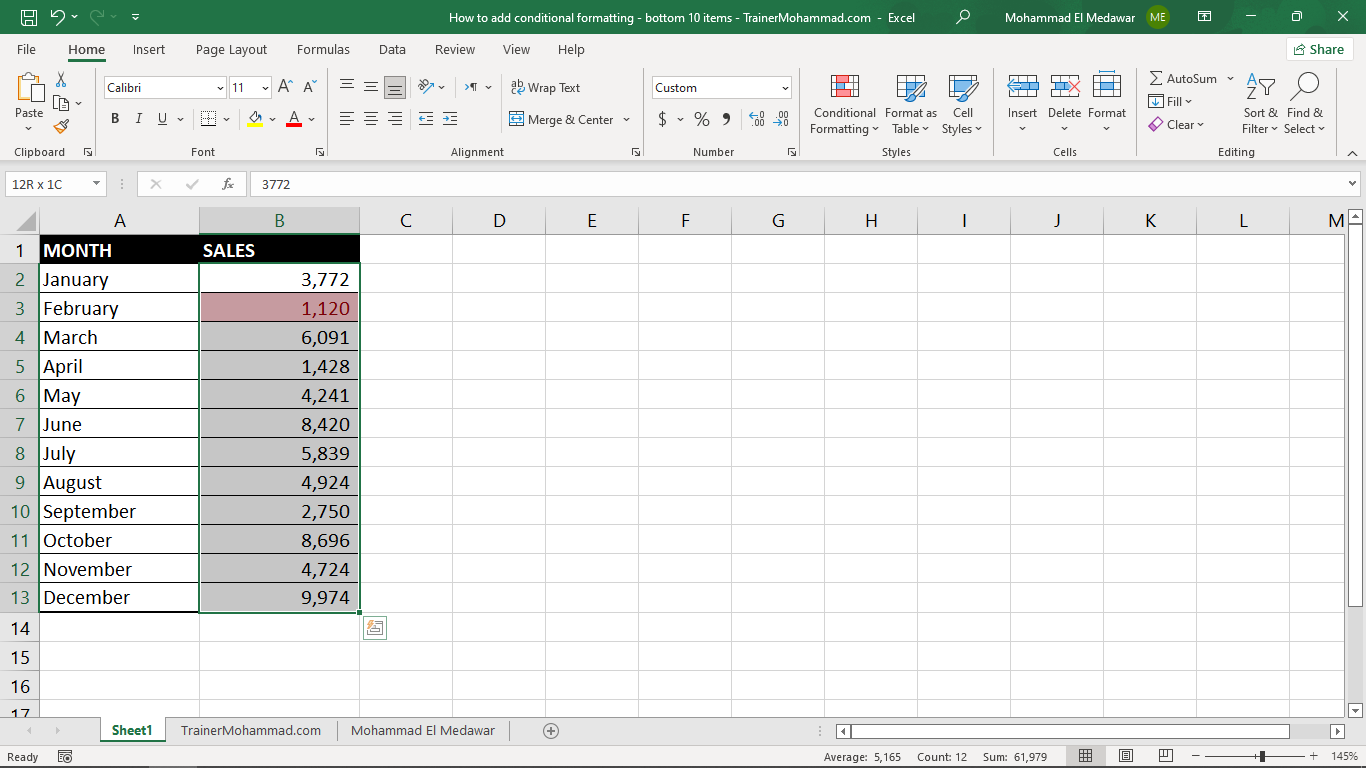 How to add conditional formatting - bottom 10 items - TrainerMohammad.com - Excel
Mohammad El Medawar ME
File Home Insert Page Layout Formulas Data Review View Help Share
Paste
Clipboard
Calibri 11
B I U
Font
Wrap Text
Merge & Center
Alignment
Custom
$ % 9 .00 .00
Number
Conditional Formatting
Format as Table
Cell Styles
Styles
Insert Delete Format
Cells
AutoSum
Fill
Clear
Sort & Filter
Find & Select
Editing
12R x 1C fx 3772
A B C D E F G H I J K L M
1 MONTH SALES
2 January 3,772
3 February 1,120
4 March 6,091
5 April 1,428
6 May 4,241
7 June 8,420
8 July 5,839
9 August 4,924
10 September 2,750
11 October 8,696
12 November 4,724
13 December 9,974
14
15
16
17
Sheet1 TrainerMohammad.com Mohammad El Medawar
Ready Average: 5,165 Count: 12 Sum: 61,979 145%